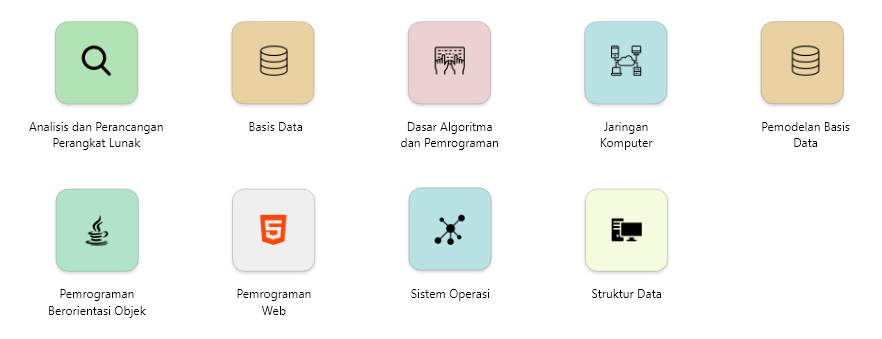 Analisis dan Perancangan
Perangkat Lunak
Basis Data
Dasar Algoritma
dan Pemrograman
Jaringan
Komputer
Pemodelan Basis
Data
5
Pemrograman
Berorientasi Objek
Pemrograman
Web
Sistem Operasi
Struktur Data